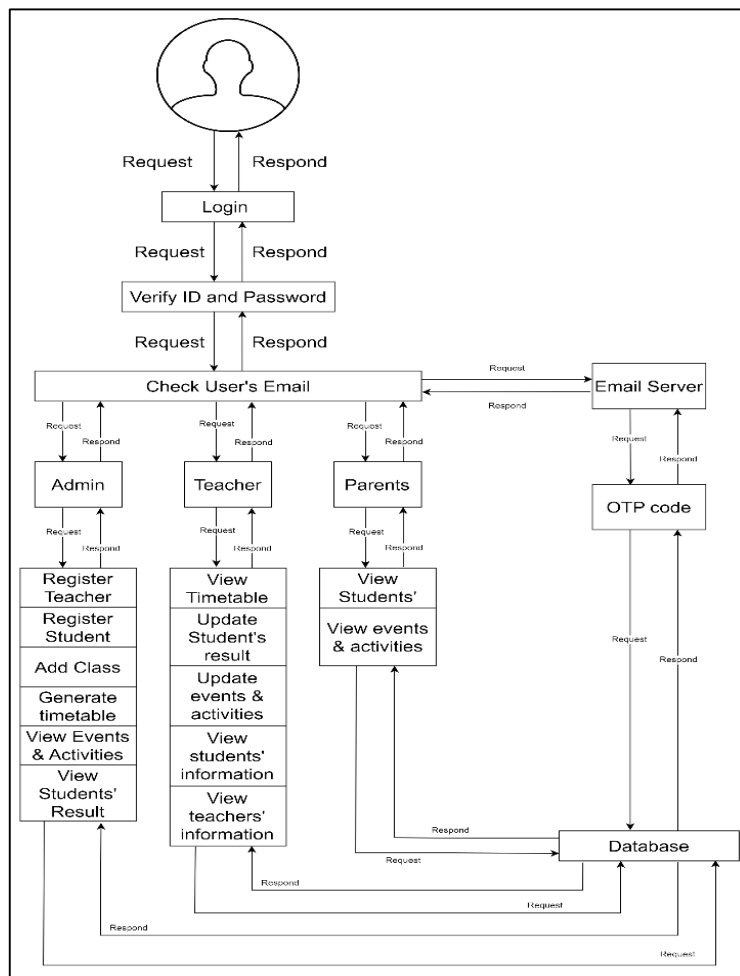 Request Respond
Login
Request Respond
Verify ID and Password
Request Respond
Check User's Email
Request
Respond
Email Server
Request Respond
Request Respond
Request Respond
Request Respond
Admin
Teacher
Parents
OTP code
Request Respond
Request Respond
Request Respond
Register
Teacher
Register
Student
Add Class
Generate
timetable
View Events
& Activities
View
Students'
Result
View
Timetable
Update
Student's
result
Update
events &
activities
View
students'
information
View
teachers'
information
View
Students'
View events
& activities
Request
Respond
Respond
Request
Database
Respond
Request
Respond
Request